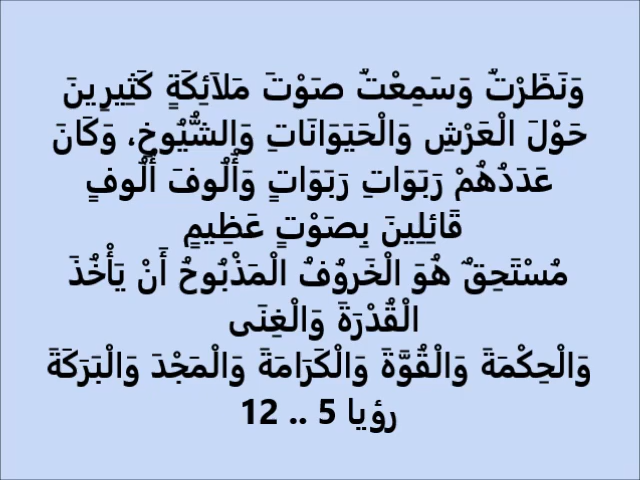 وَنَظَرْتُ وَسَمِعْتُ صَوْتَ مَلاَئِكَةٍ كَثِيرِينَ
حَوْلَ الْعَرْشِ وَالْحَيَوَانَاتِ وَالشُّيُوخِ، وَكَانَ
عَدَدُهُمْ رَبَوَاتِ رَبَوَاتٍ وَأُلُوفَ أُلُوفٍ
قَائِلِينَ بِصَوْتٍ عَظِيمٍ
مُسْتَحِقٌ هُوَ الْخَروُفُ الْمَذْبُوحُ أَنْ يَأْخُذَ
الْقُدْرَةَ وَالْغِنَى
وَالْحِكْمَةَ وَالْقُوَّةَ وَالْكَرَامَةَ وَالْمَجْدَ وَالْبَرَكَةَ
رؤيا 5 .. 12